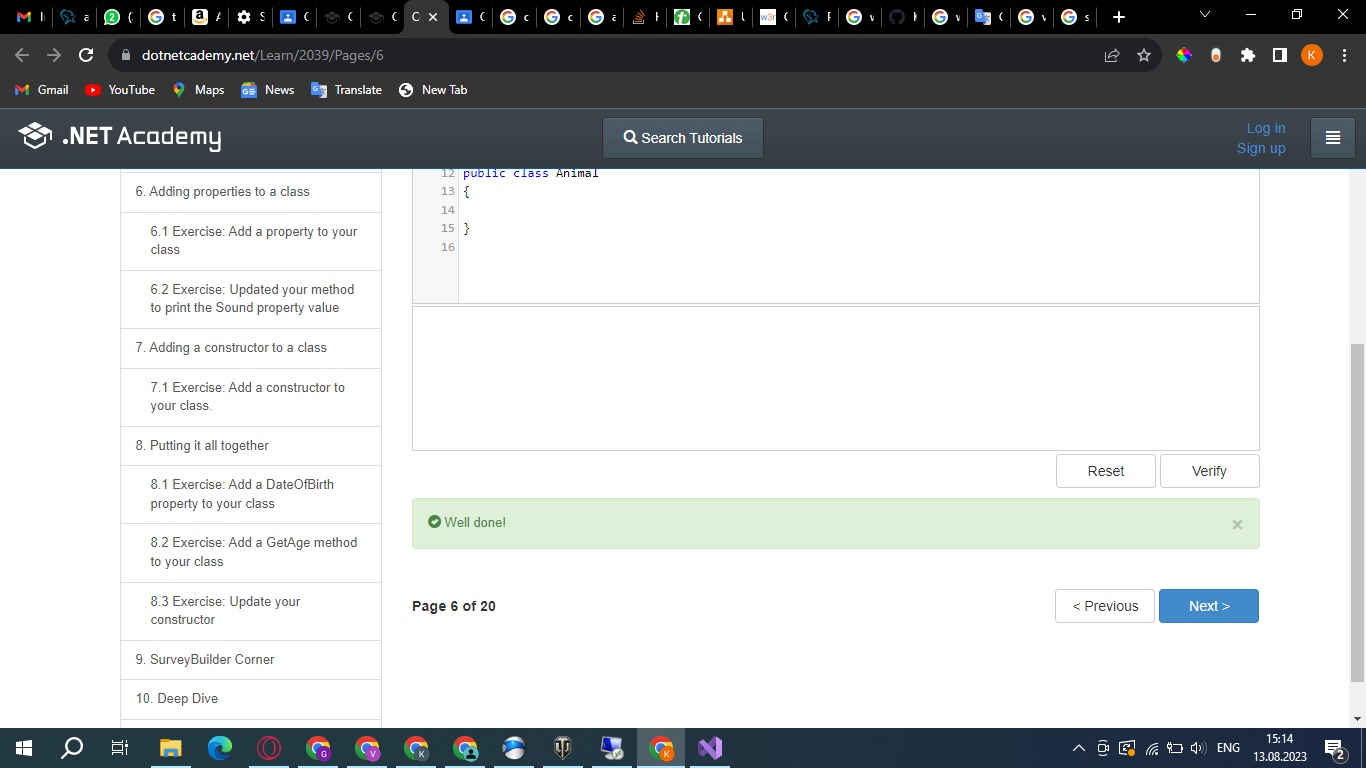 dotnetcademy.net/Learn/2039/Pages/6
K
Gmail
YouTube
Maps
News
Translate
New Tab
.NET Academy
Search Tutorials
Log in
Sign up
6. Adding properties to a class
6.1 Exercise: Add a property to your
class
6.2 Exercise: Updated your method
to print the Sound property value
7. Adding a constructor to a class
7.1 Exercise: Add a constructor to
your class.
8. Putting it all together
8.1 Exercise: Add a DateOfBirth
property to your class
8.2 Exercise: Add a GetAge method
to your class
8.3 Exercise: Update your
constructor
9. SurveyBuilder Corner
10. Deep Dive
12 public class Animal
13 {
14
15 }
16
Reset
Verify
Well done!
Page 6 of 20
< Previous
Next >
ENG
15:14
13.08.2023
2